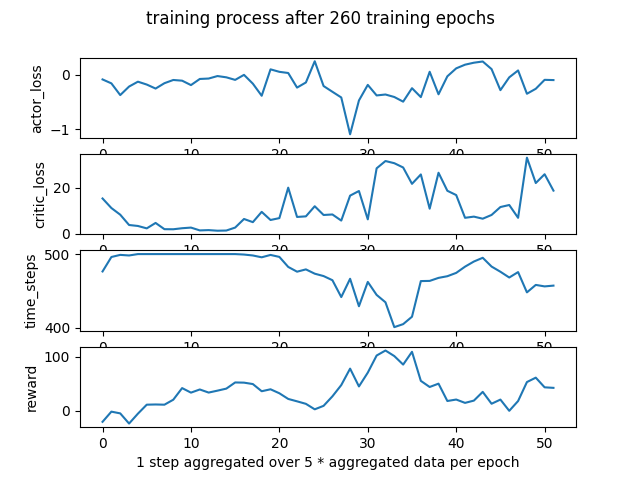 training process after 260 training epochs
actor_loss
0
−1
0 10 20 30 40 50
critic_loss
20
0
0 10 20 30 40 50
time_steps
500
400
0 10 20 30 40 50
reward
100
0
0 10 20 30 40 50
1 step aggregated over 5 * aggregated data per epoch